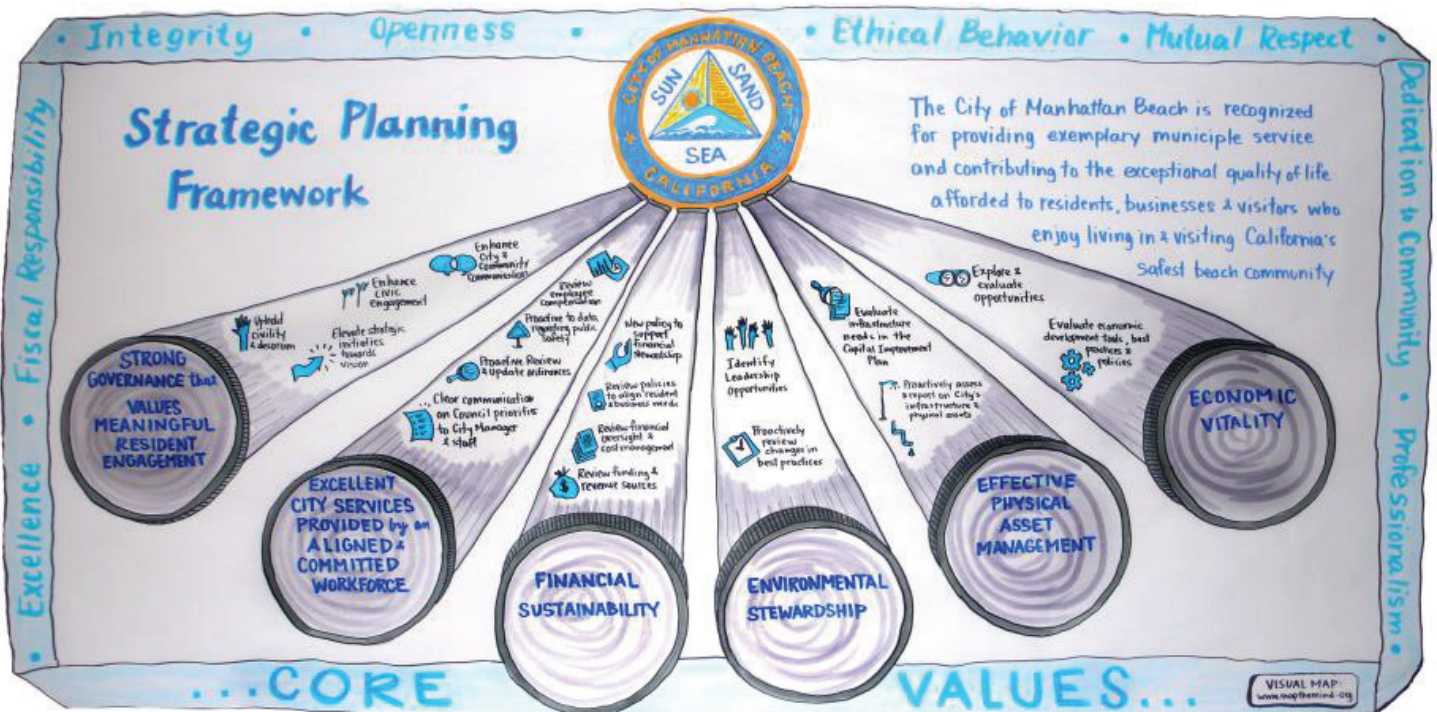 • Integrity • Openness • • Ethical Behavior • Mutual Respect •
Strategic Planning
Framework
CITY OF MANHATTAN BEACH
SUN
SAND
SEA
CALIFORNIA
The City of Manhattan Beach is recognized
for providing exemplary municiple service
and contributing to the exceptional quality of life
afforded to residents, businesses & visitors who
enjoy living in & visiting California's
safest beach community
• Excellence • Fiscal Responsibility
Dedication to Community • Professionalism •
Uphold
civility
& decorum
Enhance
civic
engagement
Enhance
City &
Community
Communication
Elevate strategic
initiaties
towards
vision
STRONG
GOVERNANCE that
VALUES
MEANINGFUL
RESIDENT
ENGAGEMENT
Review
employee
compensation
Proactive to data,
regarding public
safety
Proactive Review
& Update ordinances
Clear communication
on Council priorities
to City Manager
& staff
EXCELLENT
CITY SERVICES
PROVIDED by an
ALIGNED &
COMMITTED
WORKFORCE
New policy to
support
financial
stewardship
Review policies
to align resident
& business needs
Review financial
oversight &
cost management
Review funding &
revenue sources
FINANCIAL
SUSTAINABILITY
Identify
Leadership
Opportunities
Proactively
review
changes in
best practices
ENVIRONMENTAL
STEWARDSHIP
Evaluate
infrastructure
needs in the
Capital Improvement
Plan
Proactively assess
& report on City's
infrastructure &
physical assets
EFFECTIVE
PHYSICAL
ASSET
MANAGEMENT
Explore &
evaluate
opportunities
Evaluate economic
development tools, best
practices &
policies
ECONOMIC
VITALITY
...CORE VALUES...
VISUAL MAP:
www.mapthemind.org